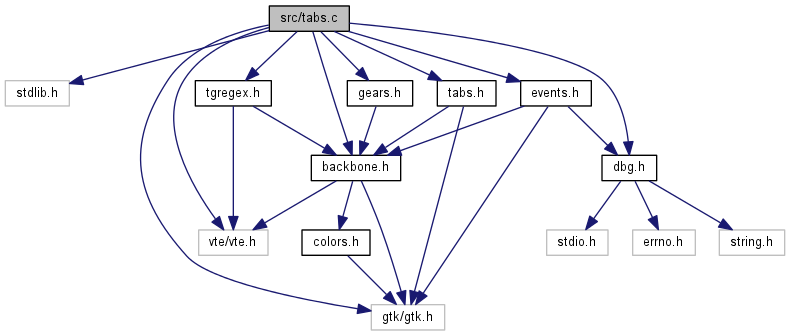 src/tabs.c
stdlib.h
tgregex.h
gears.h
tabs.h
events.h
backbone.h
dbg.h
vte/vte.h
colors.h
stdio.h
errno.h
string.h
gtk/gtk.h